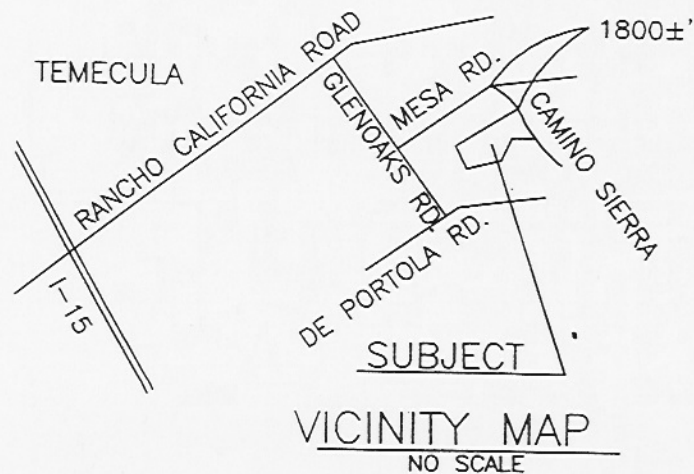 1800±'
TEMECULA
RANCHO CALIFORNIA ROAD
GLENOAKS RD.
MESA RD.
CAMINO SIERRA
I-15
DE PORTOLA RD.
SUBJECT
VICINITY MAP
NO SCALE